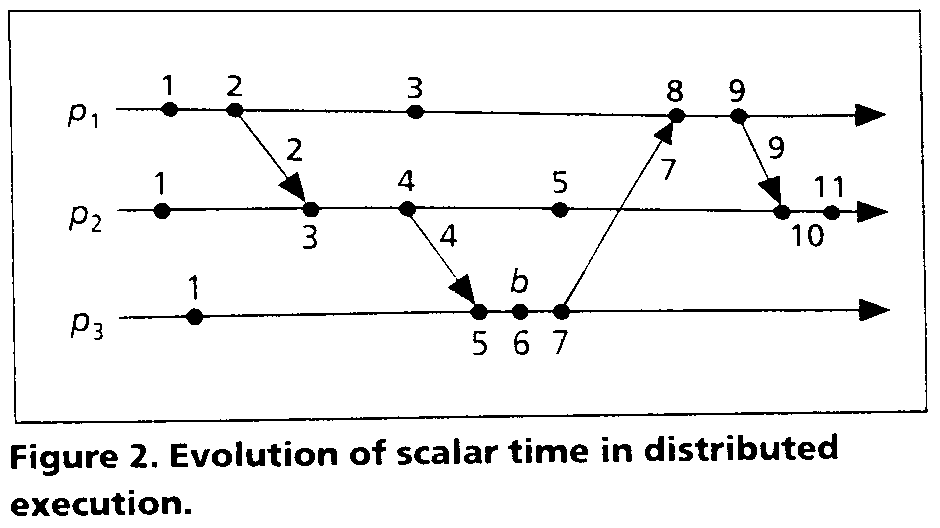 1 2 3 8 9
p1
2 9
7
1 4 5 11
p2
3 4 10
1 b
p3
5 6 7
Figure 2. Evolution of scalar time in distributed
execution.